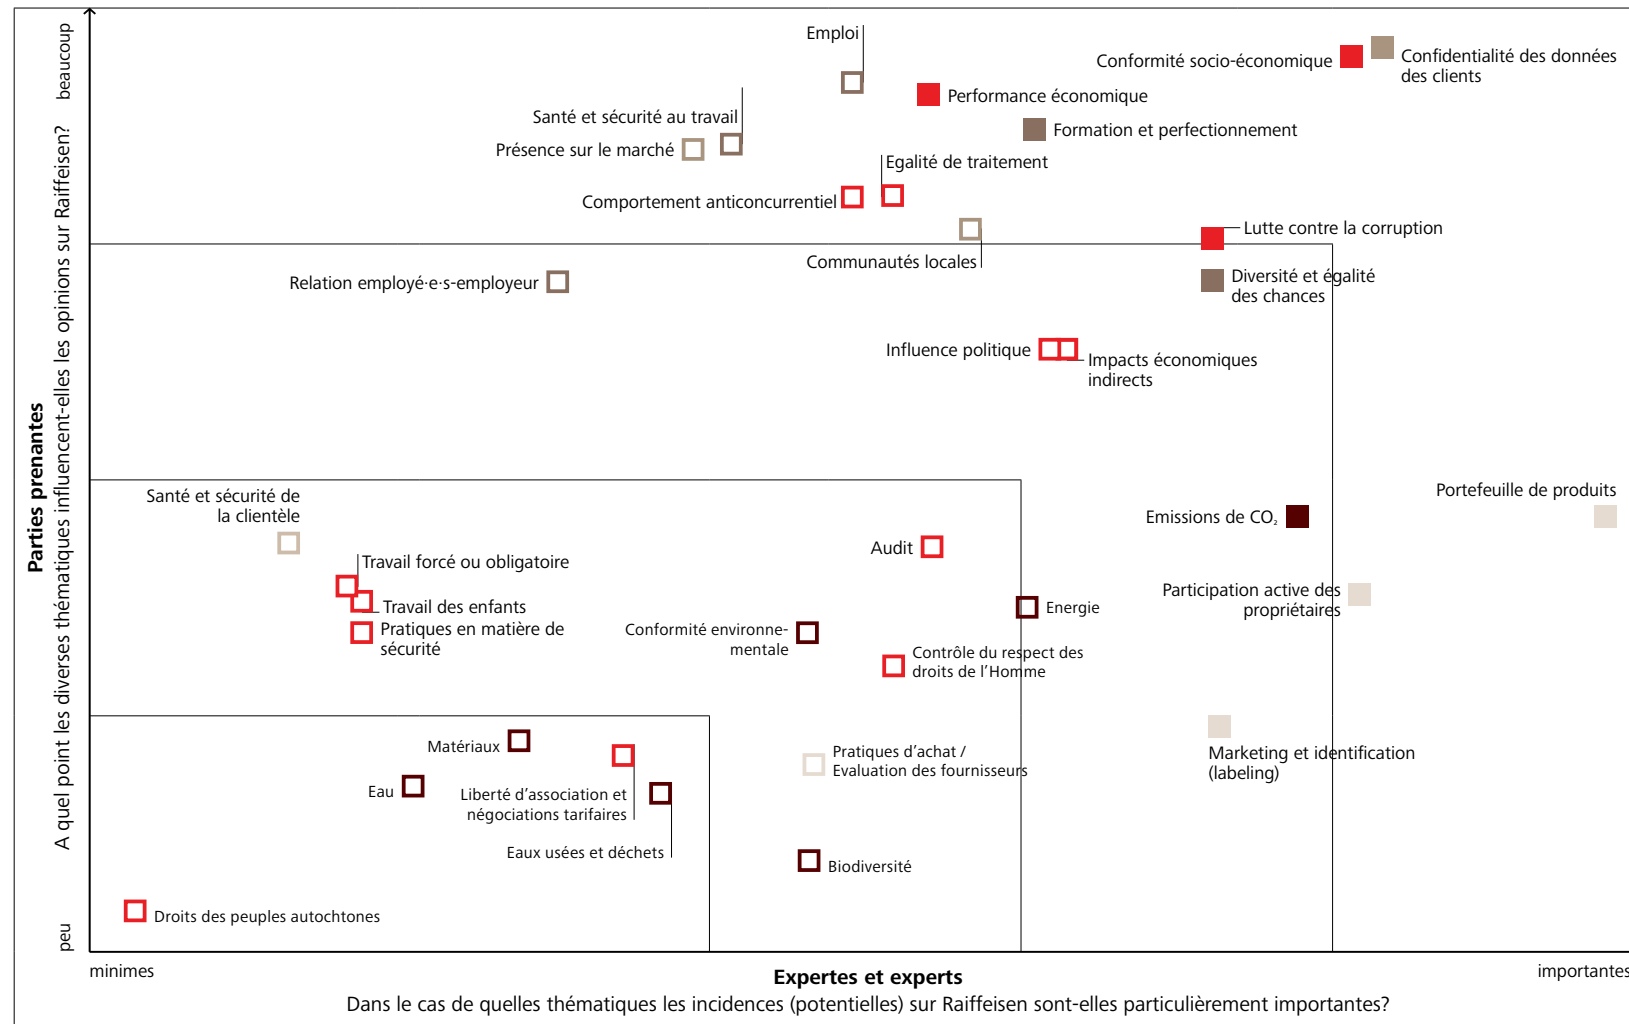 beaucoup
Emploi
Conformité socio-économique
Confidentialité des données
des clients
Performance économique
Santé et sécurité au travail
Formation et perfectionnement
Présence sur le marché
Egalité de traitement
Comportement anticoncurrentiel
Lutte contre la corruption
Communautés locales
Relation employé·e·s-employeur
Diversité et égalité
des chances
Influence politique
Impacts économiques
indirects
Parties prenantes
A quel point les diverses thématiques influencent-elles les opinions sur Raiffeisen?
Santé et sécurité de
la clientèle
Portefeuille de produits
Emissions de CO₂
Audit
Travail forcé ou obligatoire
Travail des enfants
Pratiques en matière de
sécurité
Participation active des
propriétaires
Energie
Conformité environne-
mentale
Contrôle du respect des
droits de l’Homme
Matériaux
Pratiques d’achat /
Evaluation des fournisseurs
Marketing et identification
(labeling)
Eau
Liberté d’association et
négociations tarifaires
Eaux usées et déchets
Biodiversité
Droits des peuples autochtones
peu
minimes
importantes
Expertes et experts
Dans le cas de quelles thématiques les incidences (potentielles) sur Raiffeisen sont-elles particulièrement importantes?